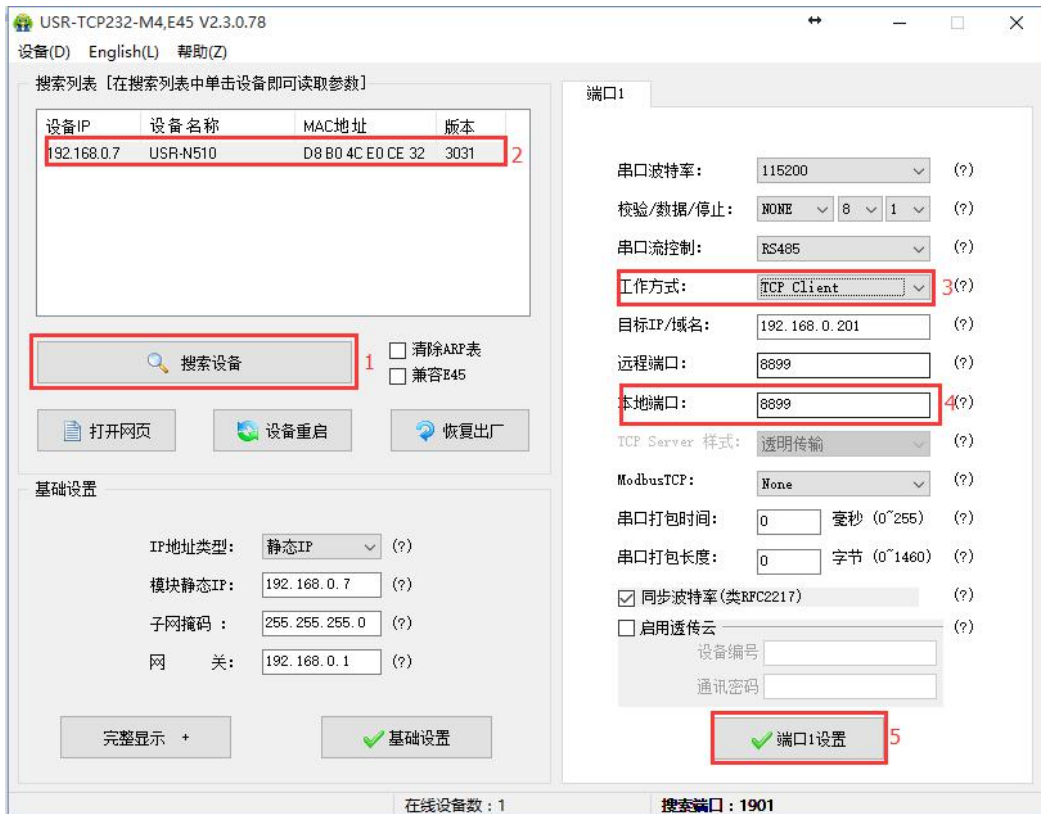 USR-TCP232-M4,E45 V2.3.0.78
设备(D) English(L) 帮助(Z)
搜索列表 [在搜索列表中单击设备即可读取参数]
设备IP 设备名称 MAC地址 版本
192.168.0.7 USR-N510 D8 B0 4C E0 CE 32 3031 2
搜索设备 1
清除ARP表
兼容E45
打开网页 设备重启 恢复出厂
基础设置
IP地址类型: 静态IP (?)
模块静态IP: 192.168.0.7 (?)
子网掩码 : 255.255.255.0 (?)
网 关: 192.168.0.1 (?)
完整显示 + 基础设置
端口1
串口波特率: 115200 (?)
校验/数据/停止: NONE 8 1 (?)
串口流控制: RS485 (?)
工作方式: TCP Client 3 (?)
目标IP/域名: 192.168.0.201 (?)
远程端口: 8899 (?)
本地端口: 8899 4 (?)
TCP Server 样式: 透明传输 (?)
ModbusTCP: None (?)
串口打包时间: 0 毫秒 (0~255) (?)
串口打包长度: 0 字节 (0~1460) (?)
同步波特率(类RFC2217) (?)
启用透传云 (?)
设备编号
通讯密码
端口1设置 5
在线设备数:1 搜索端口:1901